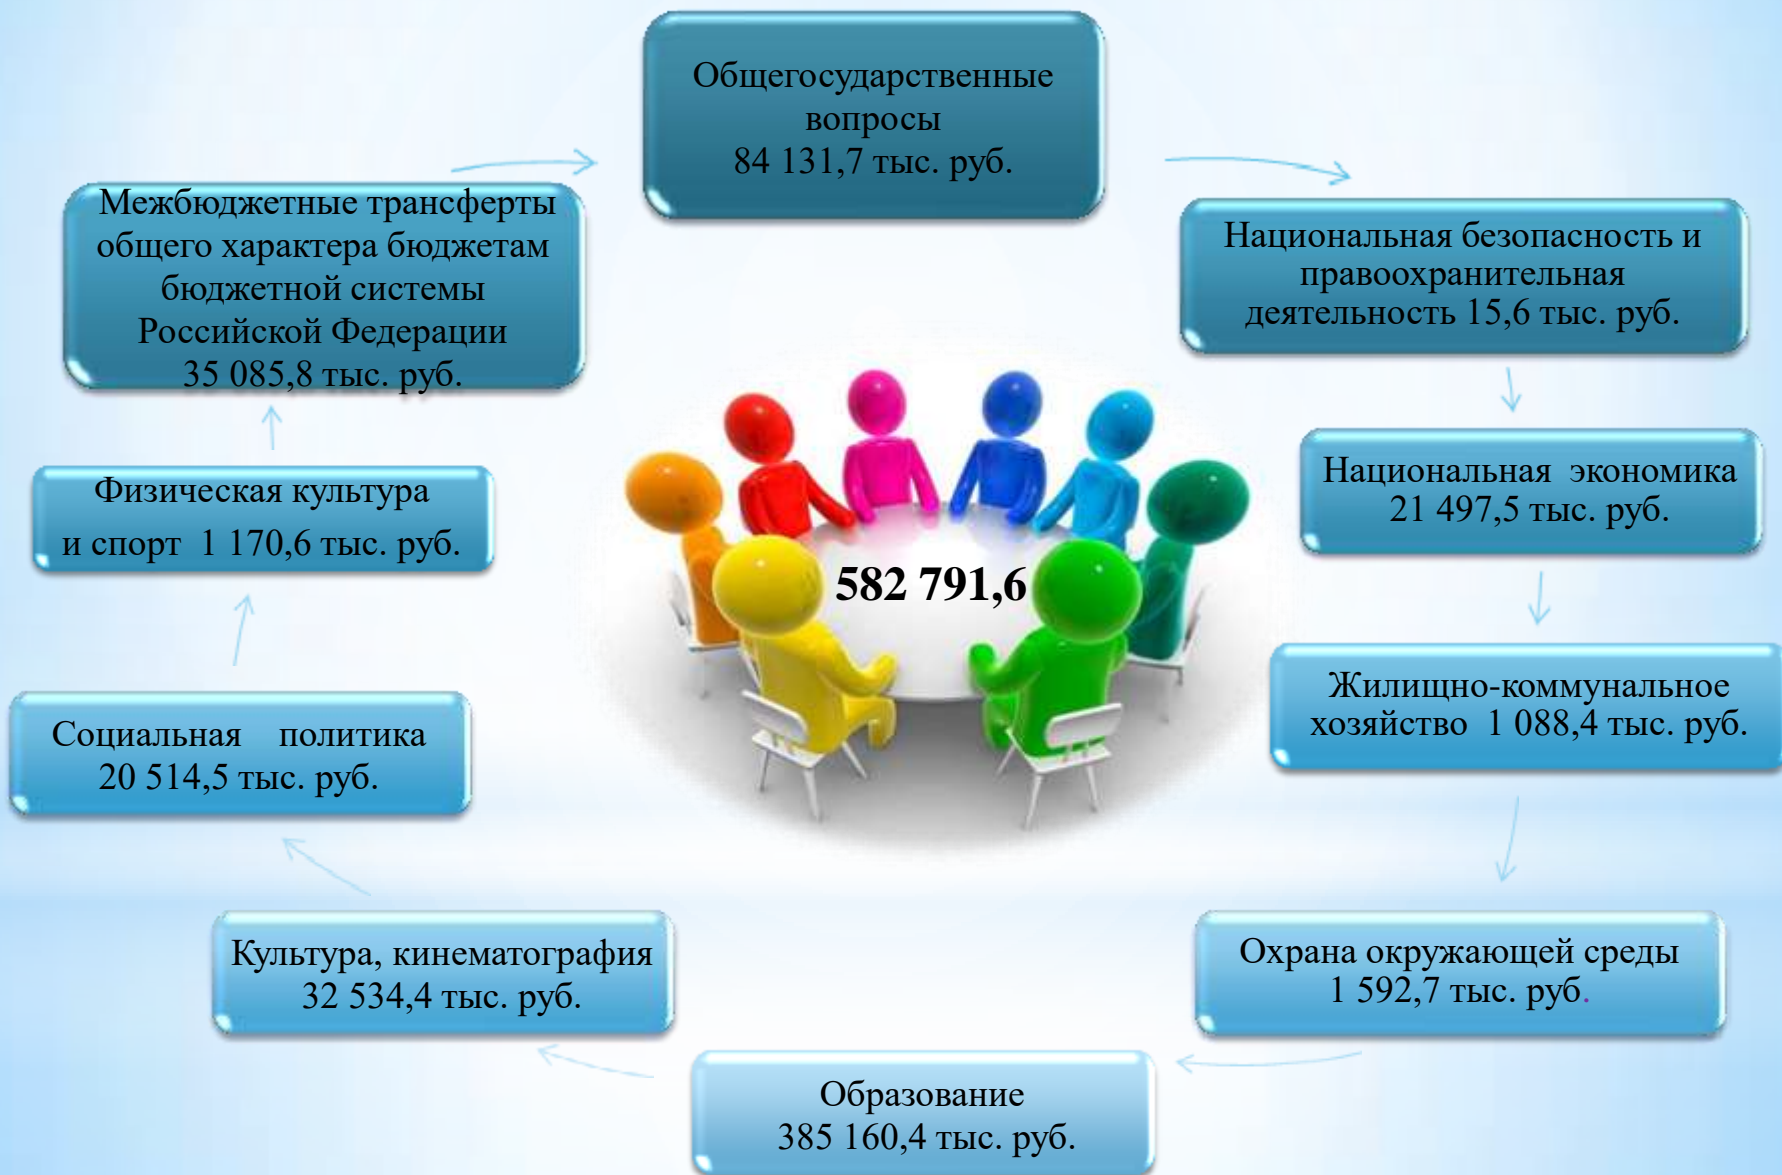 Общегосударственные
вопросы
84 131,7 тыс. руб.
Национальная безопасность и
правоохранительная
деятельность 15,6 тыс. руб.
Национальная экономика
21 497,5 тыс. руб.
Жилищно-коммунальное
хозяйство 1 088,4 тыс. руб.
Охрана окружающей среды
1 592,7 тыс. руб.
Образование
385 160,4 тыс. руб.
Культура, кинематография
32 534,4 тыс. руб.
Социальная политика
20 514,5 тыс. руб.
Физическая культура
и спорт 1 170,6 тыс. руб.
Межбюджетные трансферты
общего характера бюджетам
бюджетной системы
Российской Федерации
35 085,8 тыс. руб.
582 791,6